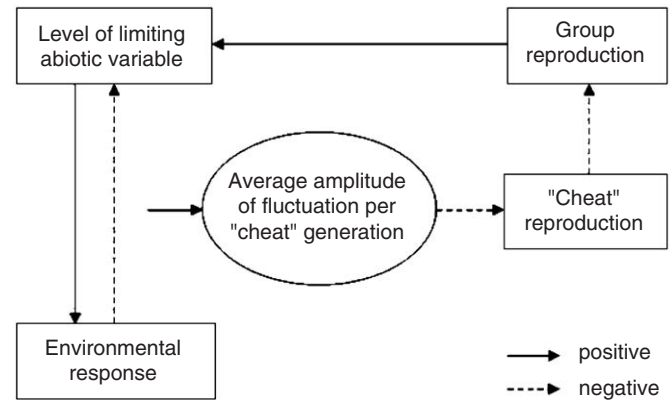 Level of limiting
abiotic variable
Group
reproduction
Average amplitude
of fluctuation per
"cheat" generation
"Cheat"
reproduction
Environmental
response
positive
negative